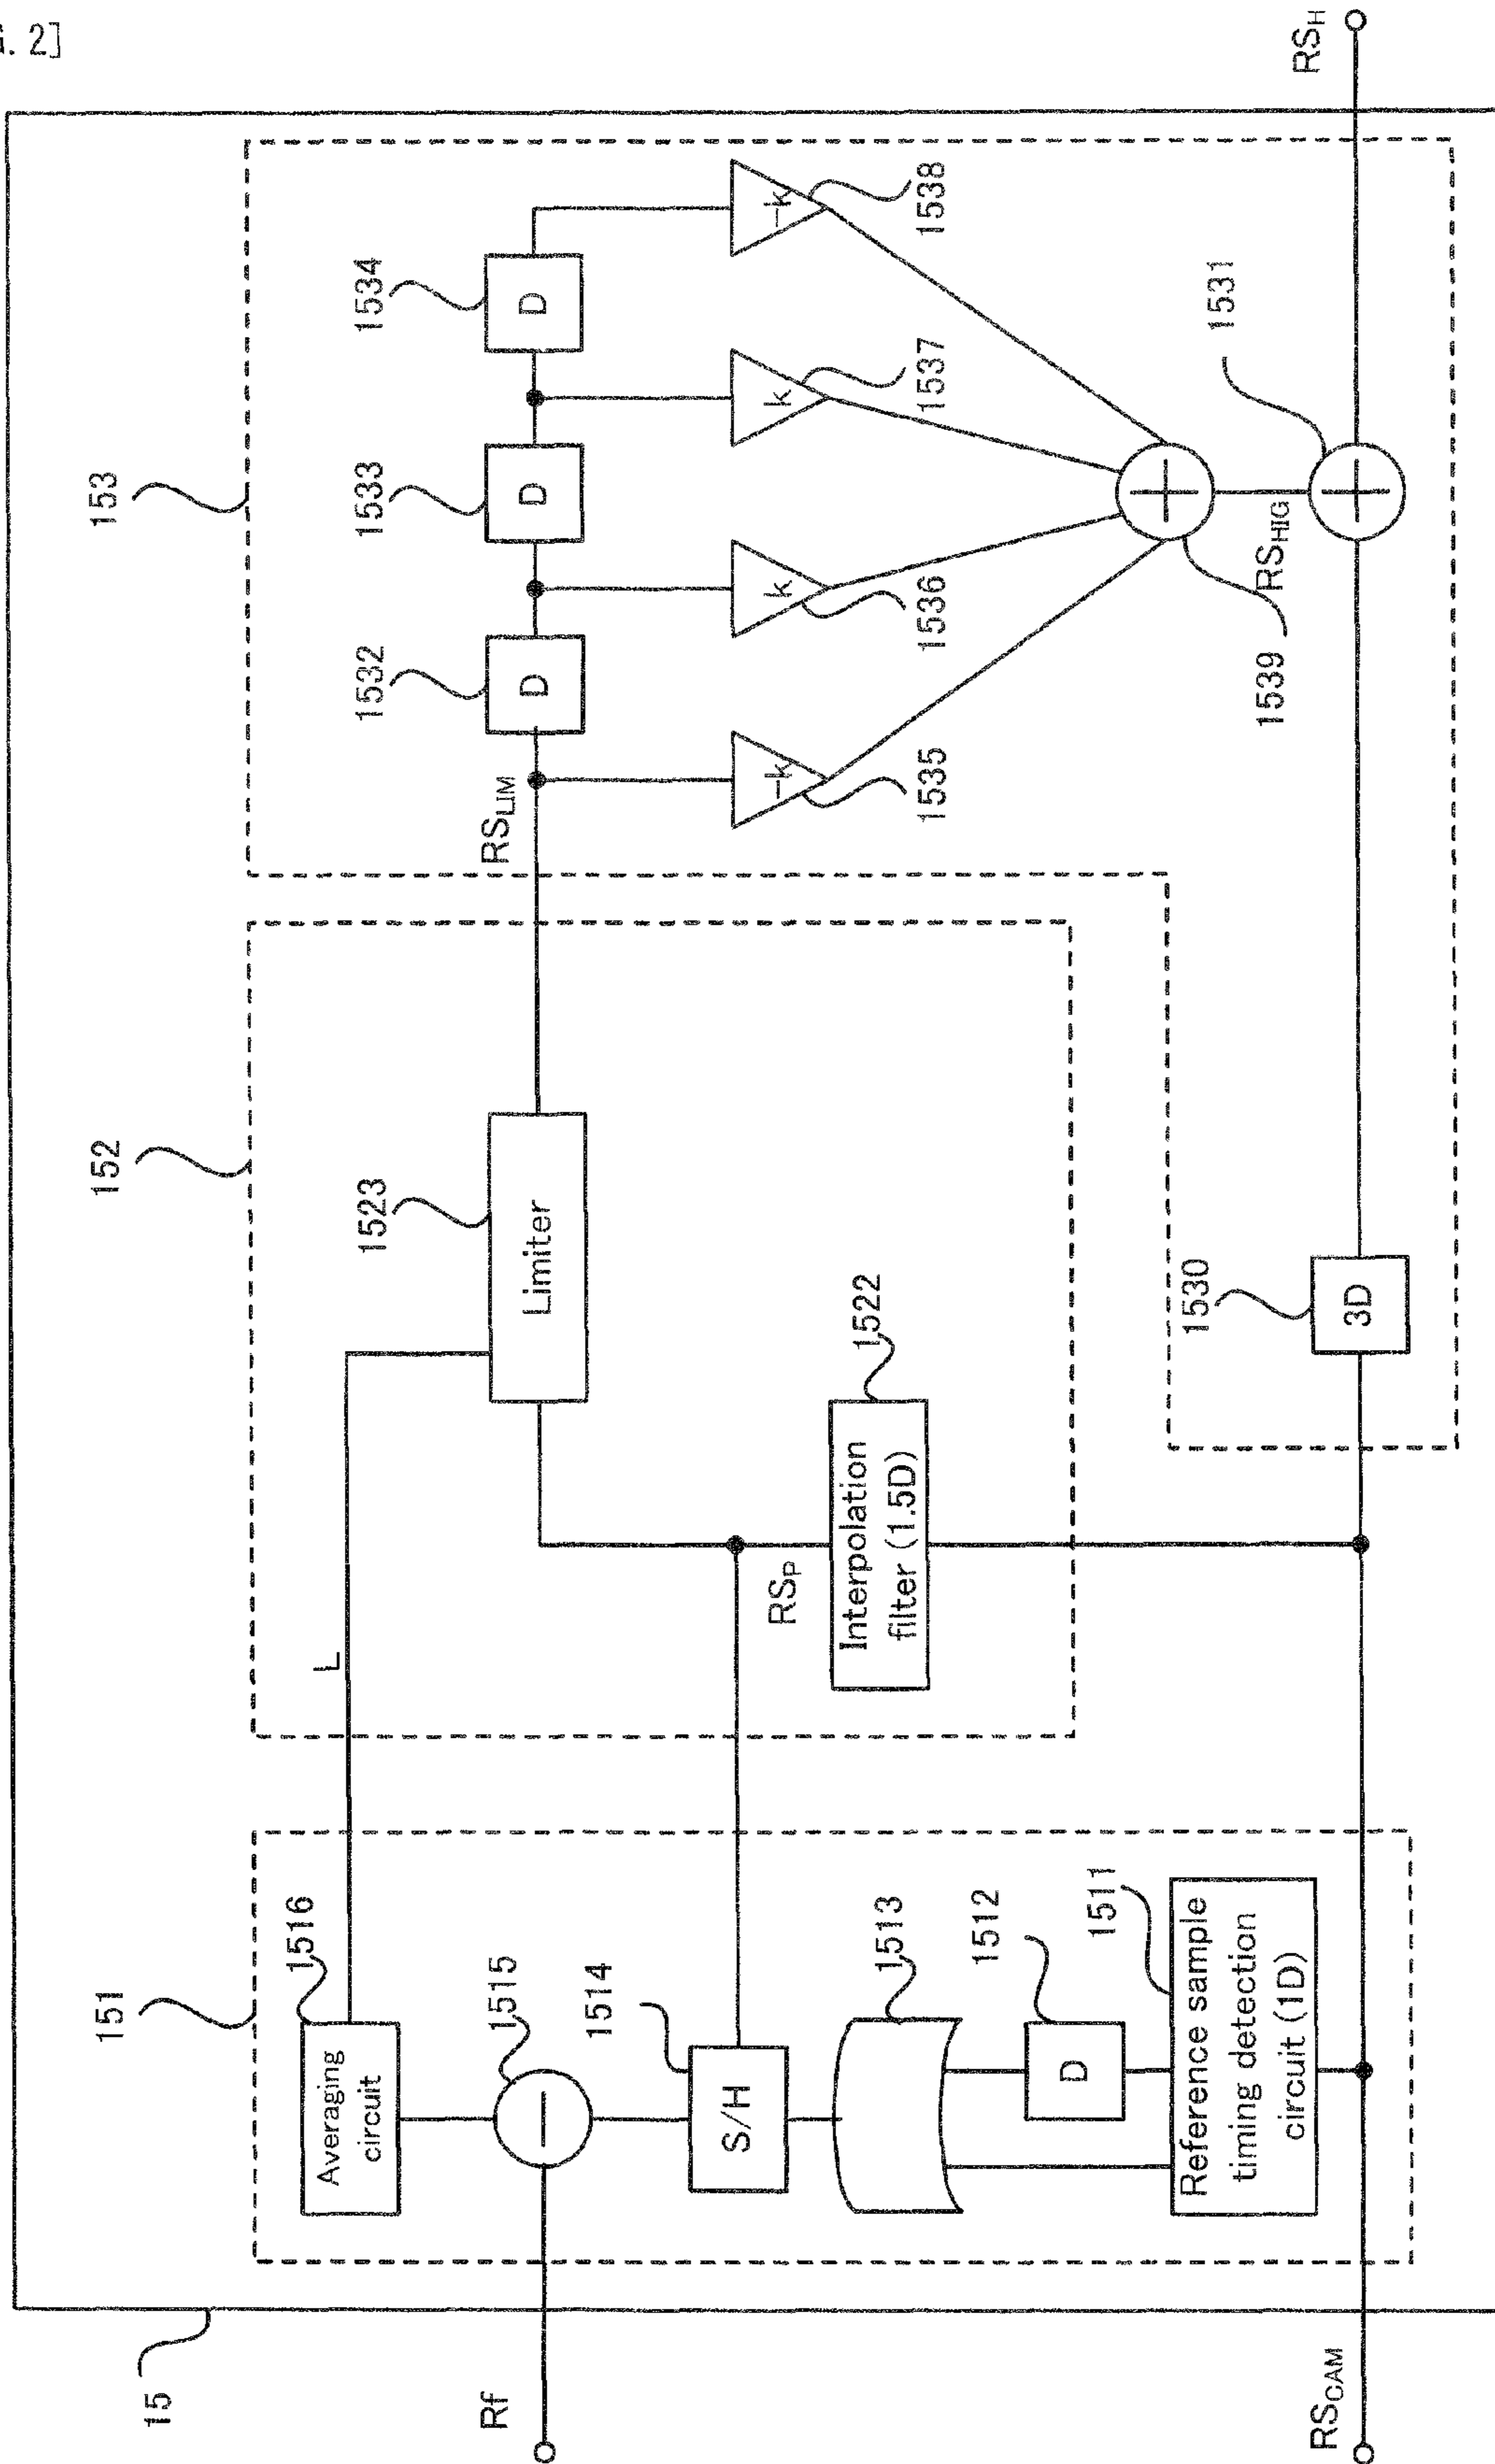 . 2]
15
151
152
153
1516
Averaging
circuit
1515
−
1514
S/H
1513
1512
D
1511
Reference sample
timing detection
circuit (1D)
Rf
RSCAM
L
1523
Limiter
1522
Interpolation
filter (1.5D)
RSP
RSLIM
1532
D
1533
D
1534
D
-k
1535
k
1536
k
1537
-k
1538
1539
+
RSHIG
1531
+
1530
3D
RSH